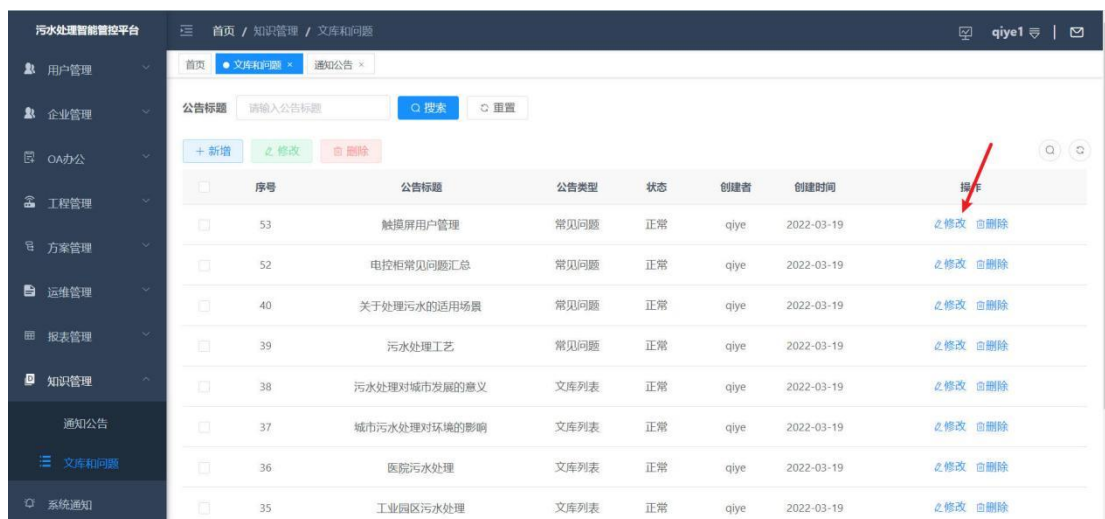 污水处理智能管控平台
首页 / 知识管理 / 文库和问题
qiye1
用户管理
企业管理
OA办公
工程管理
方案管理
运维管理
报表管理
知识管理
通知公告
文库和问题
系统通知
首页 文库和问题 × 通知公告 ×
公告标题 请输入公告标题 搜索 重置
+ 新增 修改 删除
序号 公告标题 公告类型 状态 创建者 创建时间 操作
53 触摸屏用户管理 常见问题 正常 qiye 2022-03-19 修改 删除
52 电控柜常见问题汇总 常见问题 正常 qiye 2022-03-19 修改 删除
40 关于处理污水的适用场景 常见问题 正常 qiye 2022-03-19 修改 删除
39 污水处理工艺 常见问题 正常 qiye 2022-03-19 修改 删除
38 污水处理对城市发展的意义 文库列表 正常 qiye 2022-03-19 修改 删除
37 城市污水处理对环境的影响 文库列表 正常 qiye 2022-03-19 修改 删除
36 医院污水处理 文库列表 正常 qiye 2022-03-19 修改 删除
35 工业园区污水处理 文库列表 正常 qiye 2022-03-19 修改 删除